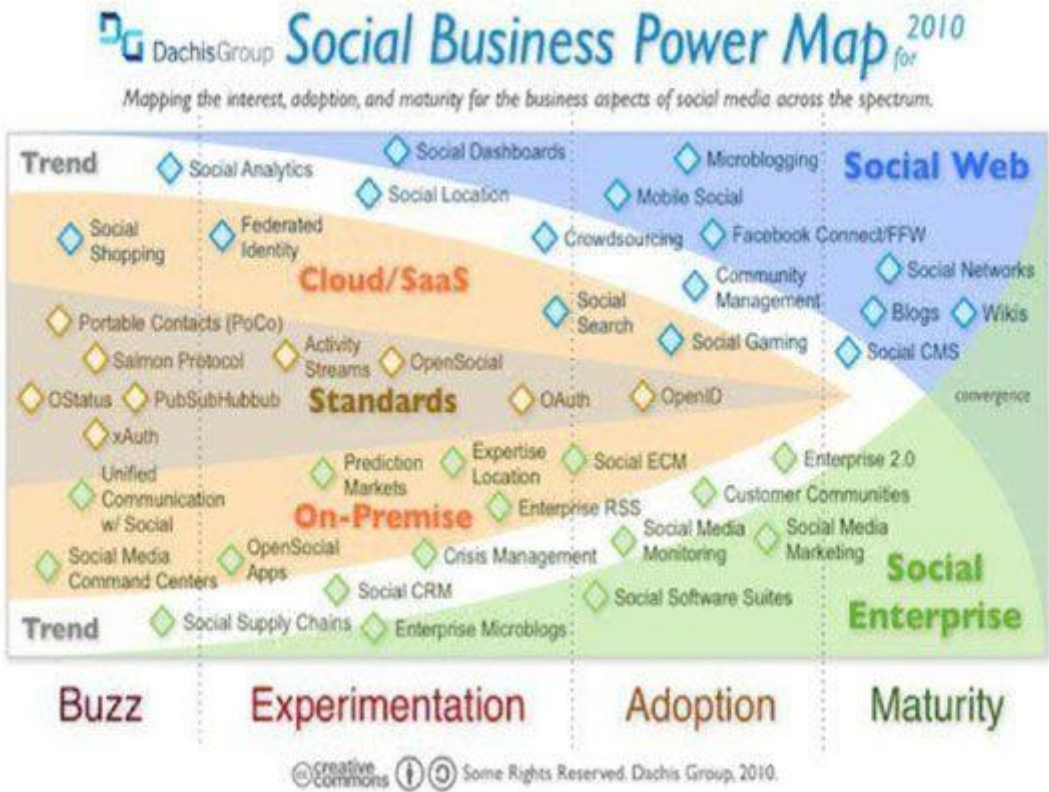 DG DachisGroup Social Business Power Map for 2010
Mapping the interest, adoption, and maturity for the business aspects of social media across the spectrum.
Trend
Social Analytics
Social Dashboards
Microblogging
Social Web
Social Location
Mobile Social
Social
Shopping
Federated
Identity
Crowdsourcing
Facebook Connect/FFW
Cloud/SaaS
Community
Management
Social Networks
Social
Search
Blogs
Wikis
Portable Contacts (PoCo)
Social Gaming
Social CMS
Salmon Protocol
Activity
Streams
OpenSocial
OStatus
PubSubHubbub
Standards
OAuth
OpenID
convergence
xAuth
Unified
Communication
w/ Social
Prediction
Markets
Expertise
Location
Social ECM
Enterprise 2.0
On-Premise
Enterprise RSS
Customer Communities
Social Media
Command Centers
OpenSocial
Apps
Crisis Management
Social Media
Monitoring
Social Media
Marketing
Social CRM
Social Software Suites
Social
Enterprise
Trend
Social Supply Chains
Enterprise Microblogs
Buzz
Experimentation
Adoption
Maturity
cc creative
commons
Some Rights Reserved. Dachis Group, 2010.